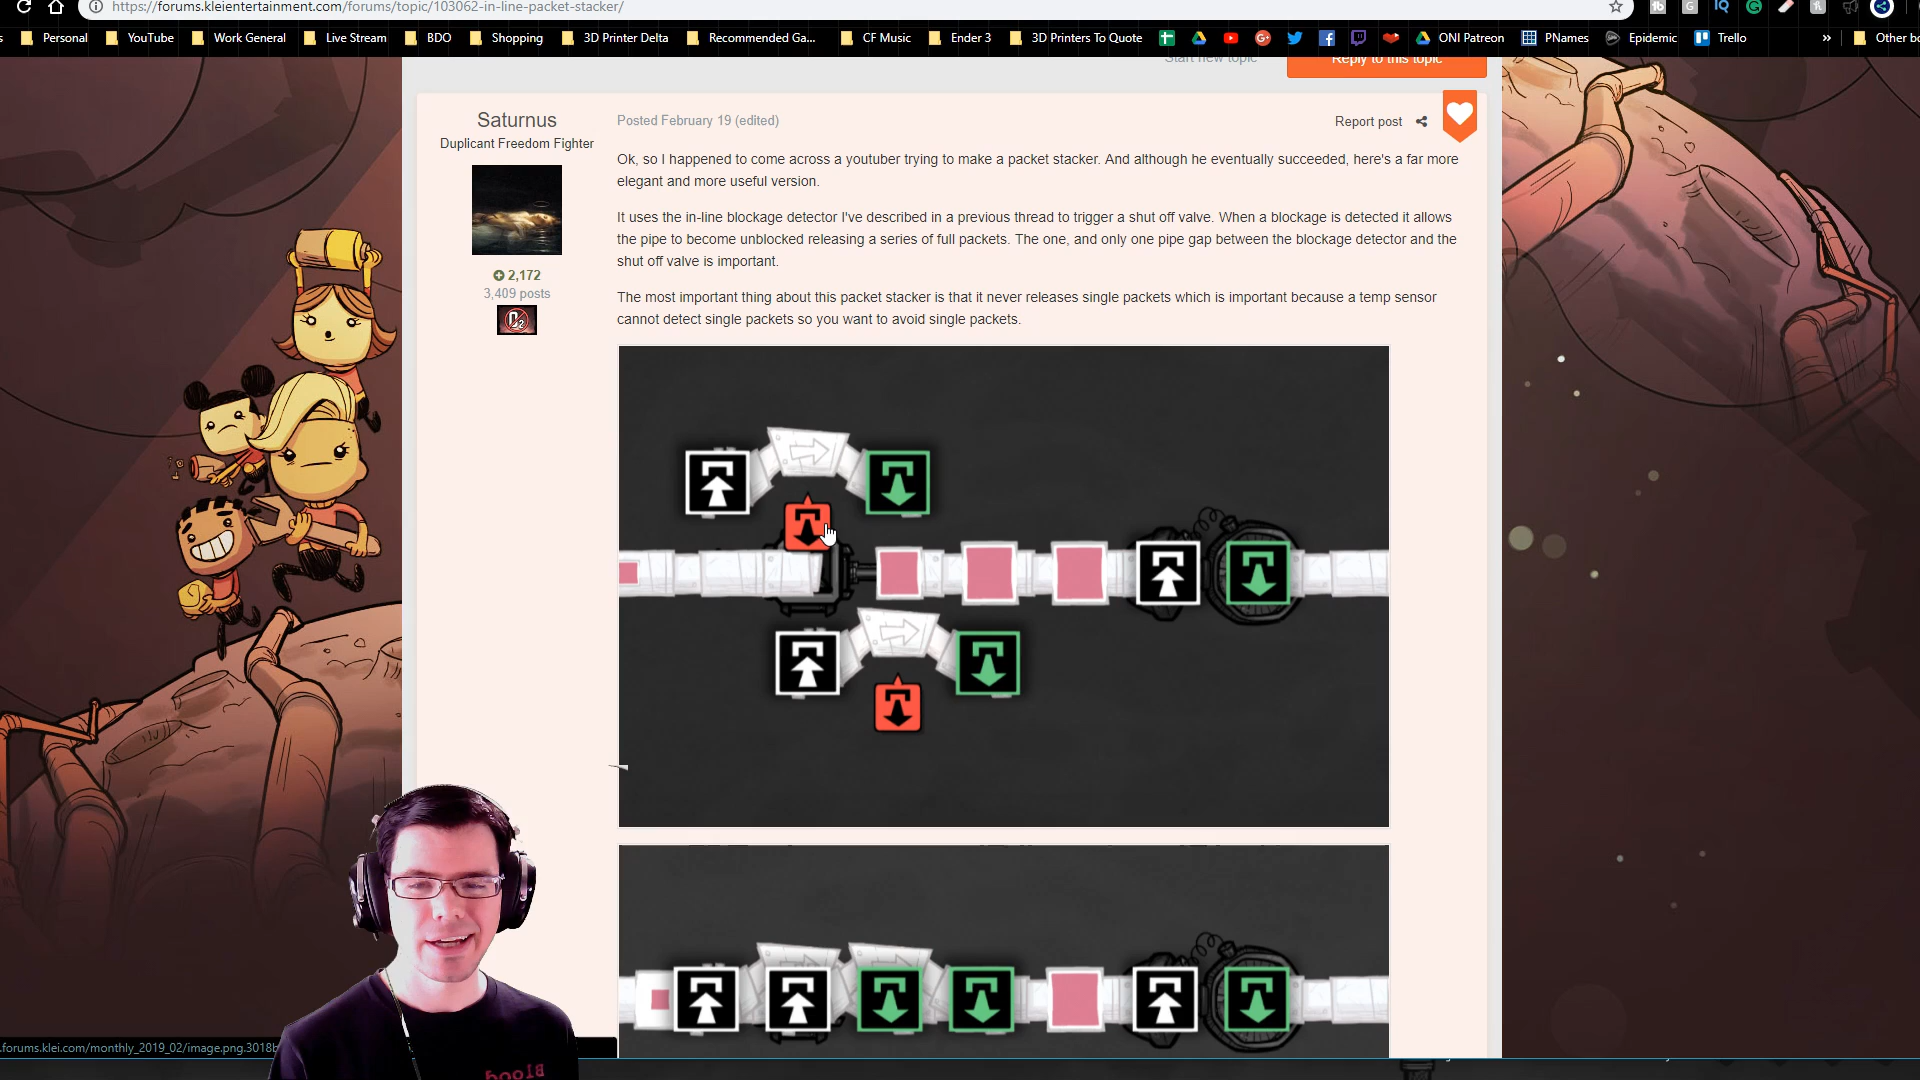 https://forums.kleientertainment.com/forums/topic/103062-in-line-packet-stacker/
Personal YouTube Work General Live Stream BDO Shopping 3D Printer Delta Recommended Ga... CF Music Ender 3 3D Printers To Quote ONI Patreon PNames Epidemic Trello » Other bo
Start new topic Reply to this topic
Saturnus
Duplicant Freedom Fighter
2,172
3,409 posts
Posted February 19 (edited)
Report post
Ok, so I happened to come across a youtuber trying to make a packet stacker. And although he eventually succeeded, here's a far more
elegant and more useful version.
It uses the in-line blockage detector I've described in a previous thread to trigger a shut off valve. When a blockage is detected it allows
the pipe to become unblocked releasing a series of full packets. The one, and only one pipe gap between the blockage detector and the
shut off valve is important.
The most important thing about this packet stacker is that it never releases single packets which is important because a temp sensor
cannot detect single packets so you want to avoid single packets.
.forums.klei.com/monthly_2019_02/image.png.3018b
Blood